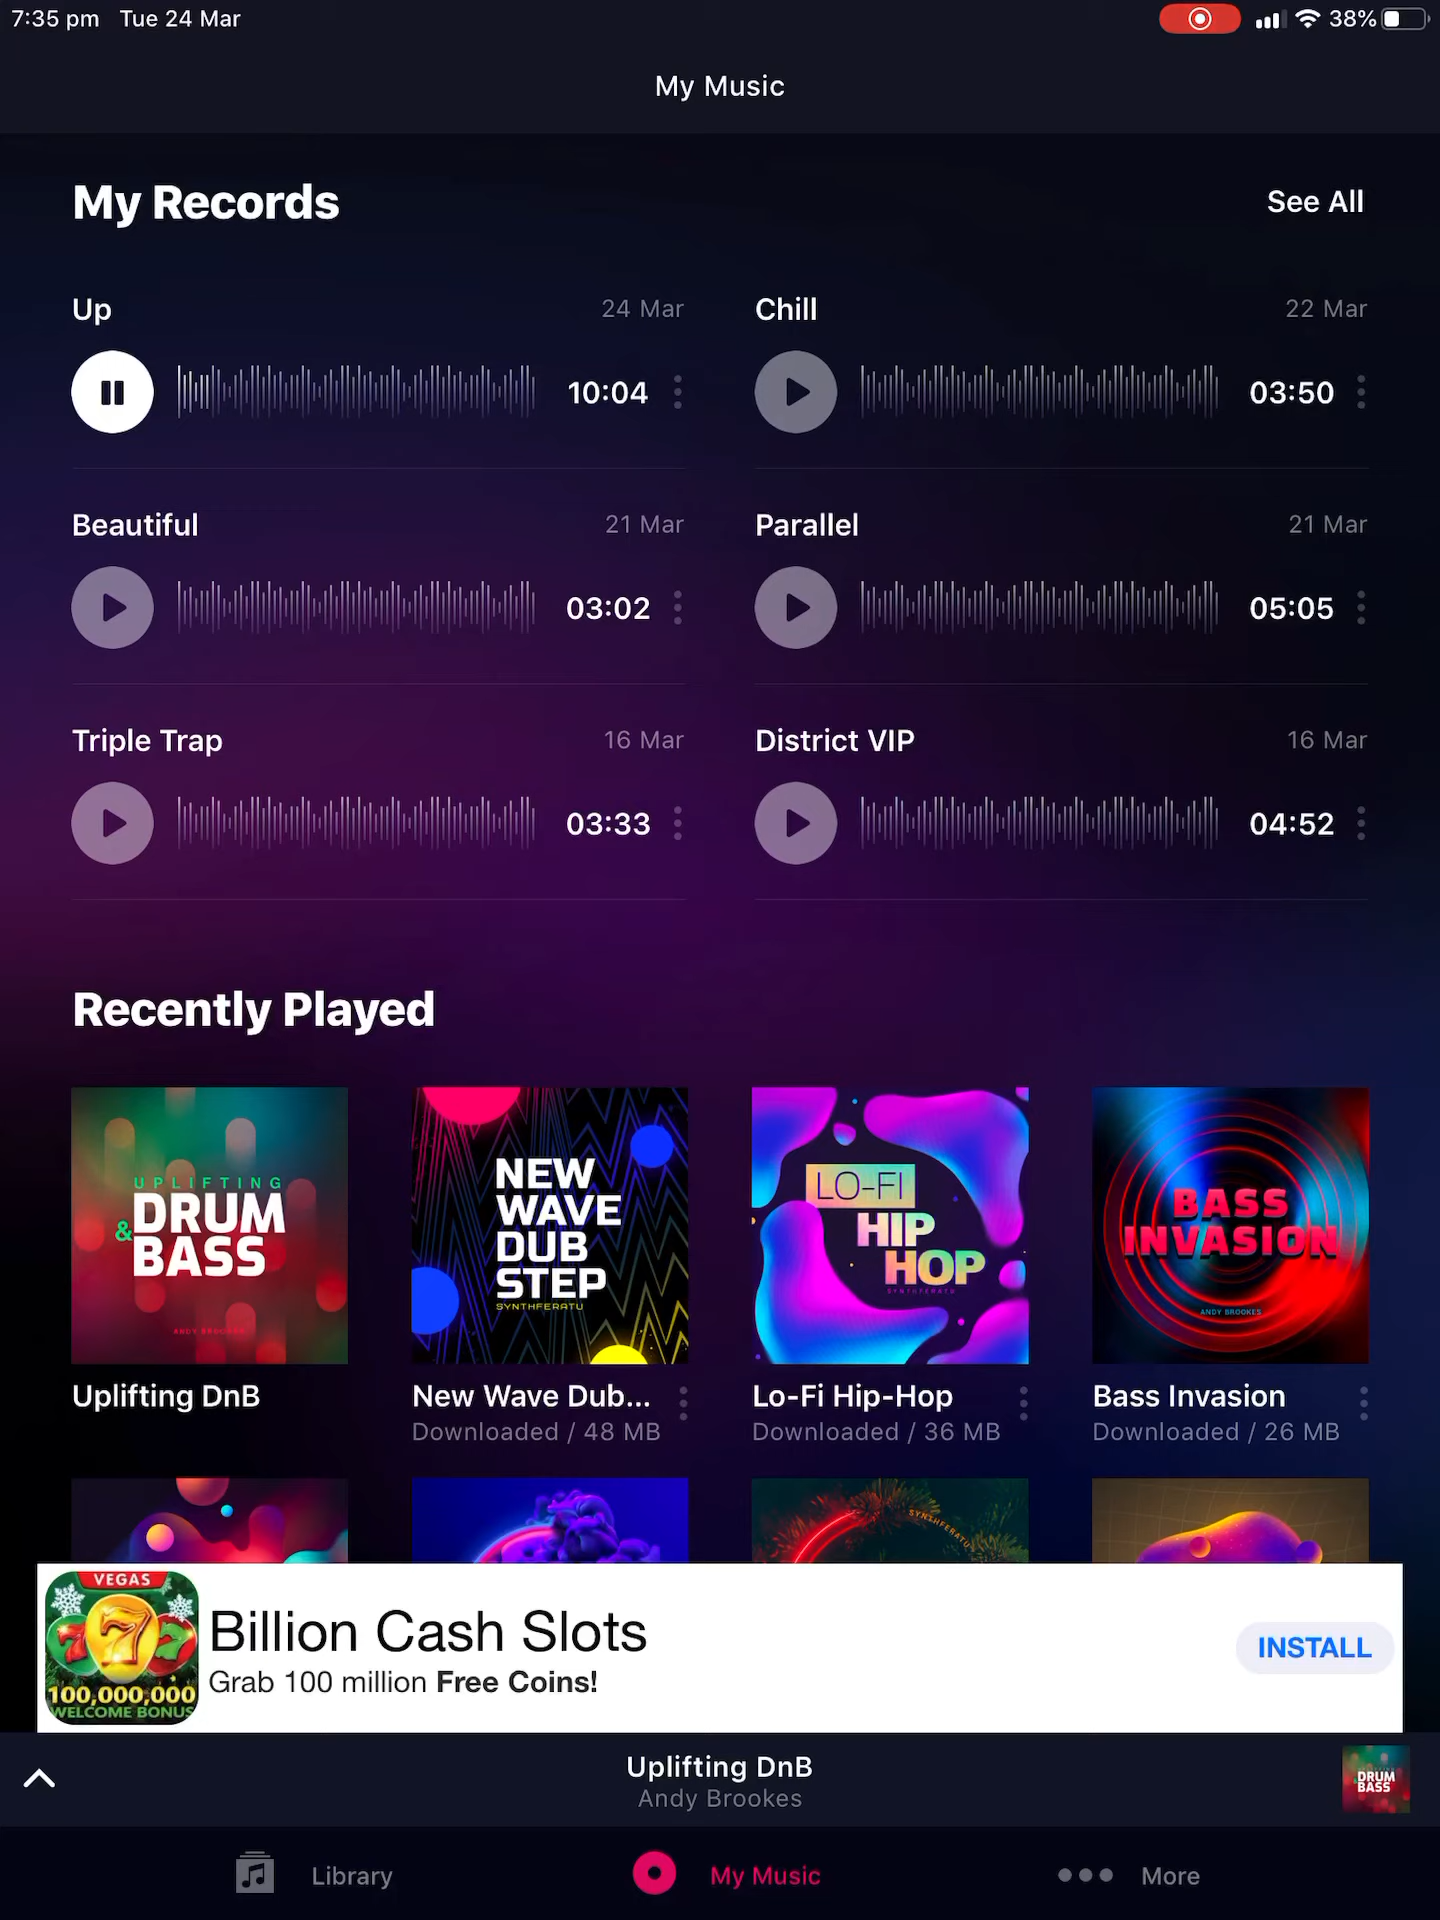 7:35 pm Tue 24 Mar 38%
My Music
My Records See All
Up 24 Mar
10:04
Chill 22 Mar
03:50
Beautiful 21 Mar
03:02
Parallel 21 Mar
05:05
Triple Trap 16 Mar
03:33
District VIP 16 Mar
04:52
Recently Played
UPLIFTING
DRUM
&BASS
ANDY BROOKES
NEW
WAVE
DUB
STEP
SYNTHFERATU
LO-FI
HIP
HOP
SYNTHFERATU
BASS
INVASION
ANDY BROOKES
Uplifting DnB
New Wave Dub...
Downloaded / 48 MB
Lo-Fi Hip-Hop
Downloaded / 36 MB
Bass Invasion
Downloaded / 26 MB
SYNTHFERATU
VEGAS
777
100,000,000
WELCOME BONUS
Billion Cash Slots
Grab 100 million Free Coins!
INSTALL
Uplifting DnB
Andy Brookes
DRUM
BASS
Library My Music More